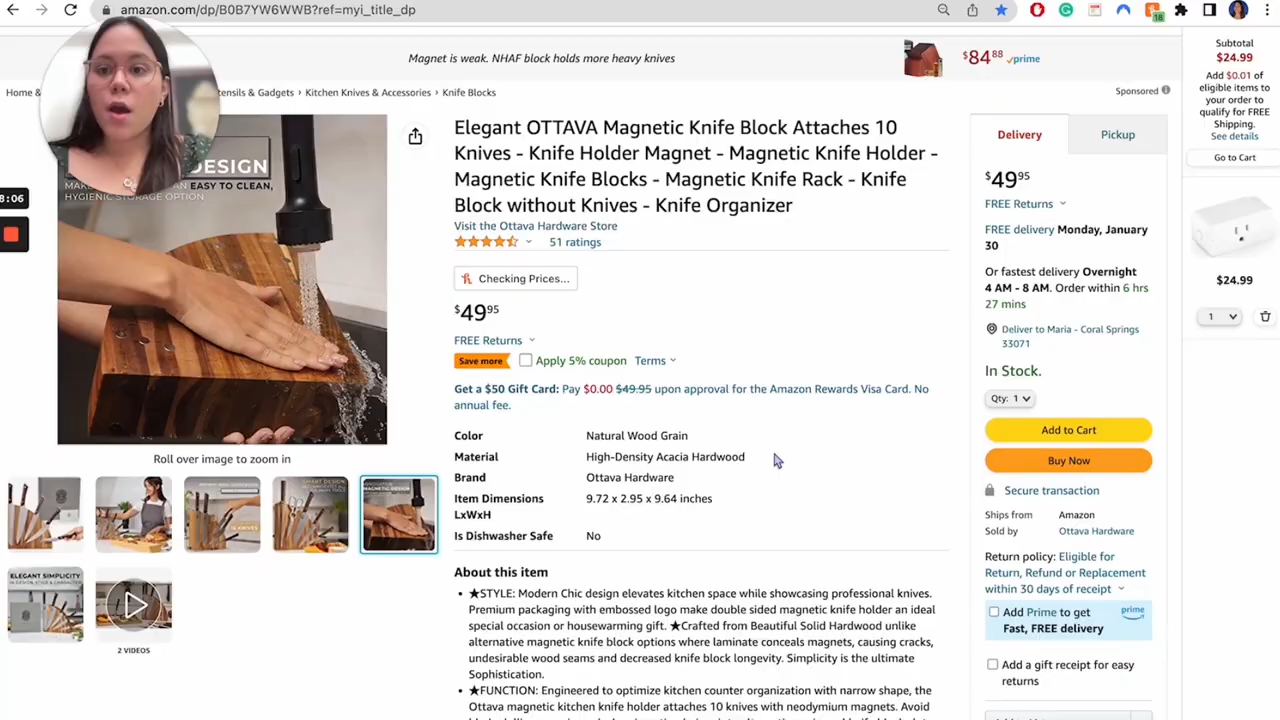 amazon.com/dp/B0B7YW6WWB?ref=myi_title_dp
18
Magnet is weak. NHAF block holds more heavy knives
$84 88 prime
Sponsored
Home &
tensils & Gadgets › Kitchen Knives & Accessories › Knife Blocks
DESIGN
AN EASY TO CLEAN,
HYGIENIC STORAGE OPTION
8:06
Roll over image to zoom in
ELEGANT SIMPLICITY
2 VIDEOS
Elegant OTTAVA Magnetic Knife Block Attaches 10
Knives - Knife Holder Magnet - Magnetic Knife Holder -
Magnetic Knife Blocks - Magnetic Knife Rack - Knife
Block without Knives - Knife Organizer
Visit the Ottava Hardware Store
51 ratings
Checking Prices...
$49 95
FREE Returns
Save more Apply 5% coupon Terms
Get a $50 Gift Card: Pay $0.00 $49.95 upon approval for the Amazon Rewards Visa Card. No
annual fee.
Color Natural Wood Grain
Material High-Density Acacia Hardwood
Brand Ottava Hardware
Item Dimensions 9.72 x 2.95 x 9.64 inches
LxWxH
Is Dishwasher Safe No
About this item
• ★STYLE: Modern Chic design elevates kitchen space while showcasing professional knives.
Premium packaging with embossed logo make double sided magnetic knife holder an ideal
special occasion or housewarming gift. ★Crafted from Beautiful Solid Hardwood unlike
alternative magnetic knife block options where laminate conceals magnets, causing cracks,
undesirable wood seams and decreased knife block longevity. Simplicity is the ultimate
Sophistication.
• ★FUNCTION: Engineered to optimize kitchen counter organization with narrow shape, the
Ottava magnetic kitchen knife holder attaches 10 knives with neodymium magnets. Avoid
Delivery
Pickup
$49 95
FREE Returns
FREE delivery Monday, January
30
Or fastest delivery Overnight
4 AM - 8 AM. Order within 6 hrs
27 mins
Deliver to Maria - Coral Springs
33071
In Stock.
Qty: 1
Add to Cart
Buy Now
Secure transaction
Ships from Amazon
Sold by Ottava Hardware
Return policy: Eligible for
Return, Refund or Replacement
within 30 days of receipt
Add Prime to get prime
Fast, FREE delivery
Add a gift receipt for easy
returns
Subtotal
$24.99
Add $0.01 of
eligible items to
your order to
qualify for FREE
Shipping.
See details
Go to Cart
$24.99
1